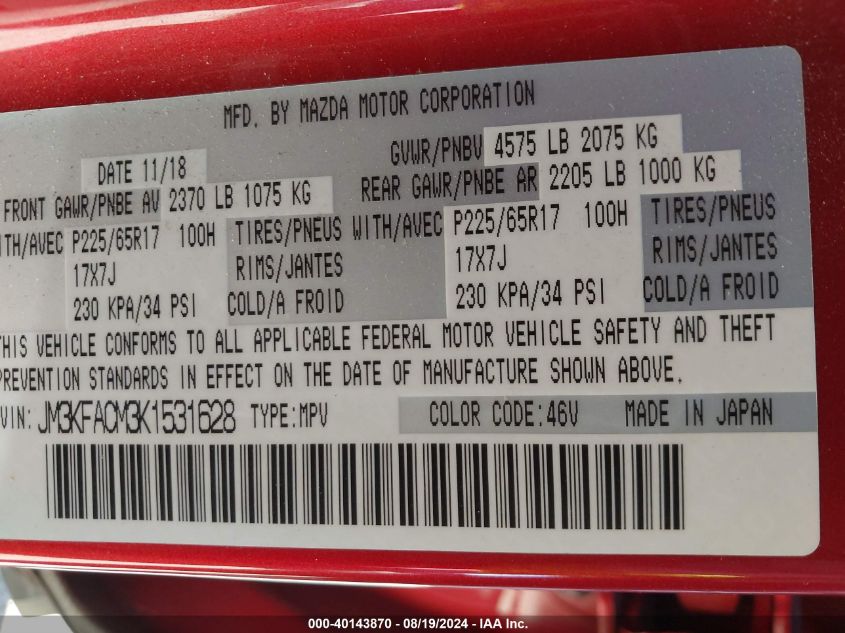 MFD. BY MAZDA MOTOR CORPORATION
DATE 11/18 GVWR/PNBV 4575 LB 2075 KG
FRONT GAWR/PNBE AV 2370 LB 1075 KG REAR GAWR/PNBE AR 2205 LB 1000 KG
WITH/AVEC P225/65R17 100H TIRES/PNEUS WITH/AVEC P225/65R17 100H TIRES/PNEUS
17X7J RIMS/JANTES 17X7J RIMS/JANTES
230 KPA/34 PSI COLD/A FROID 230 KPA/34 PSI COLD/A FROID
THIS VEHICLE CONFORMS TO ALL APPLICABLE FEDERAL MOTOR VEHICLE SAFETY AND THEFT
PREVENTION STANDARDS IN EFFECT ON THE DATE OF MANUFACTURE SHOWN ABOVE.
VIN: JM3KFACM3K1531628 TYPE:MPV COLOR CODE:46V MADE IN JAPAN
000-40143870 - 08/19/2024 - IAA Inc.